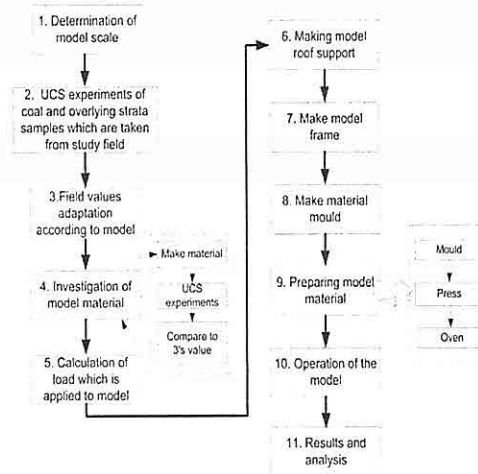 1. Determination of
model scale
2. UCS experiments of
coal and overlying strata
samples which are taken
from study field
3.Field values
adaptation
according to model
4. Investigation of
model material
Make material
UCS
experiments
Compare to
3's value
5. Calculation of
load which is
applied to model
6. Making model
roof support
7. Make model
frame
8. Make material
mould
9. Preparing model
material
Mould
Press
Oven
10. Operation of the
model
11. Results and
analysis